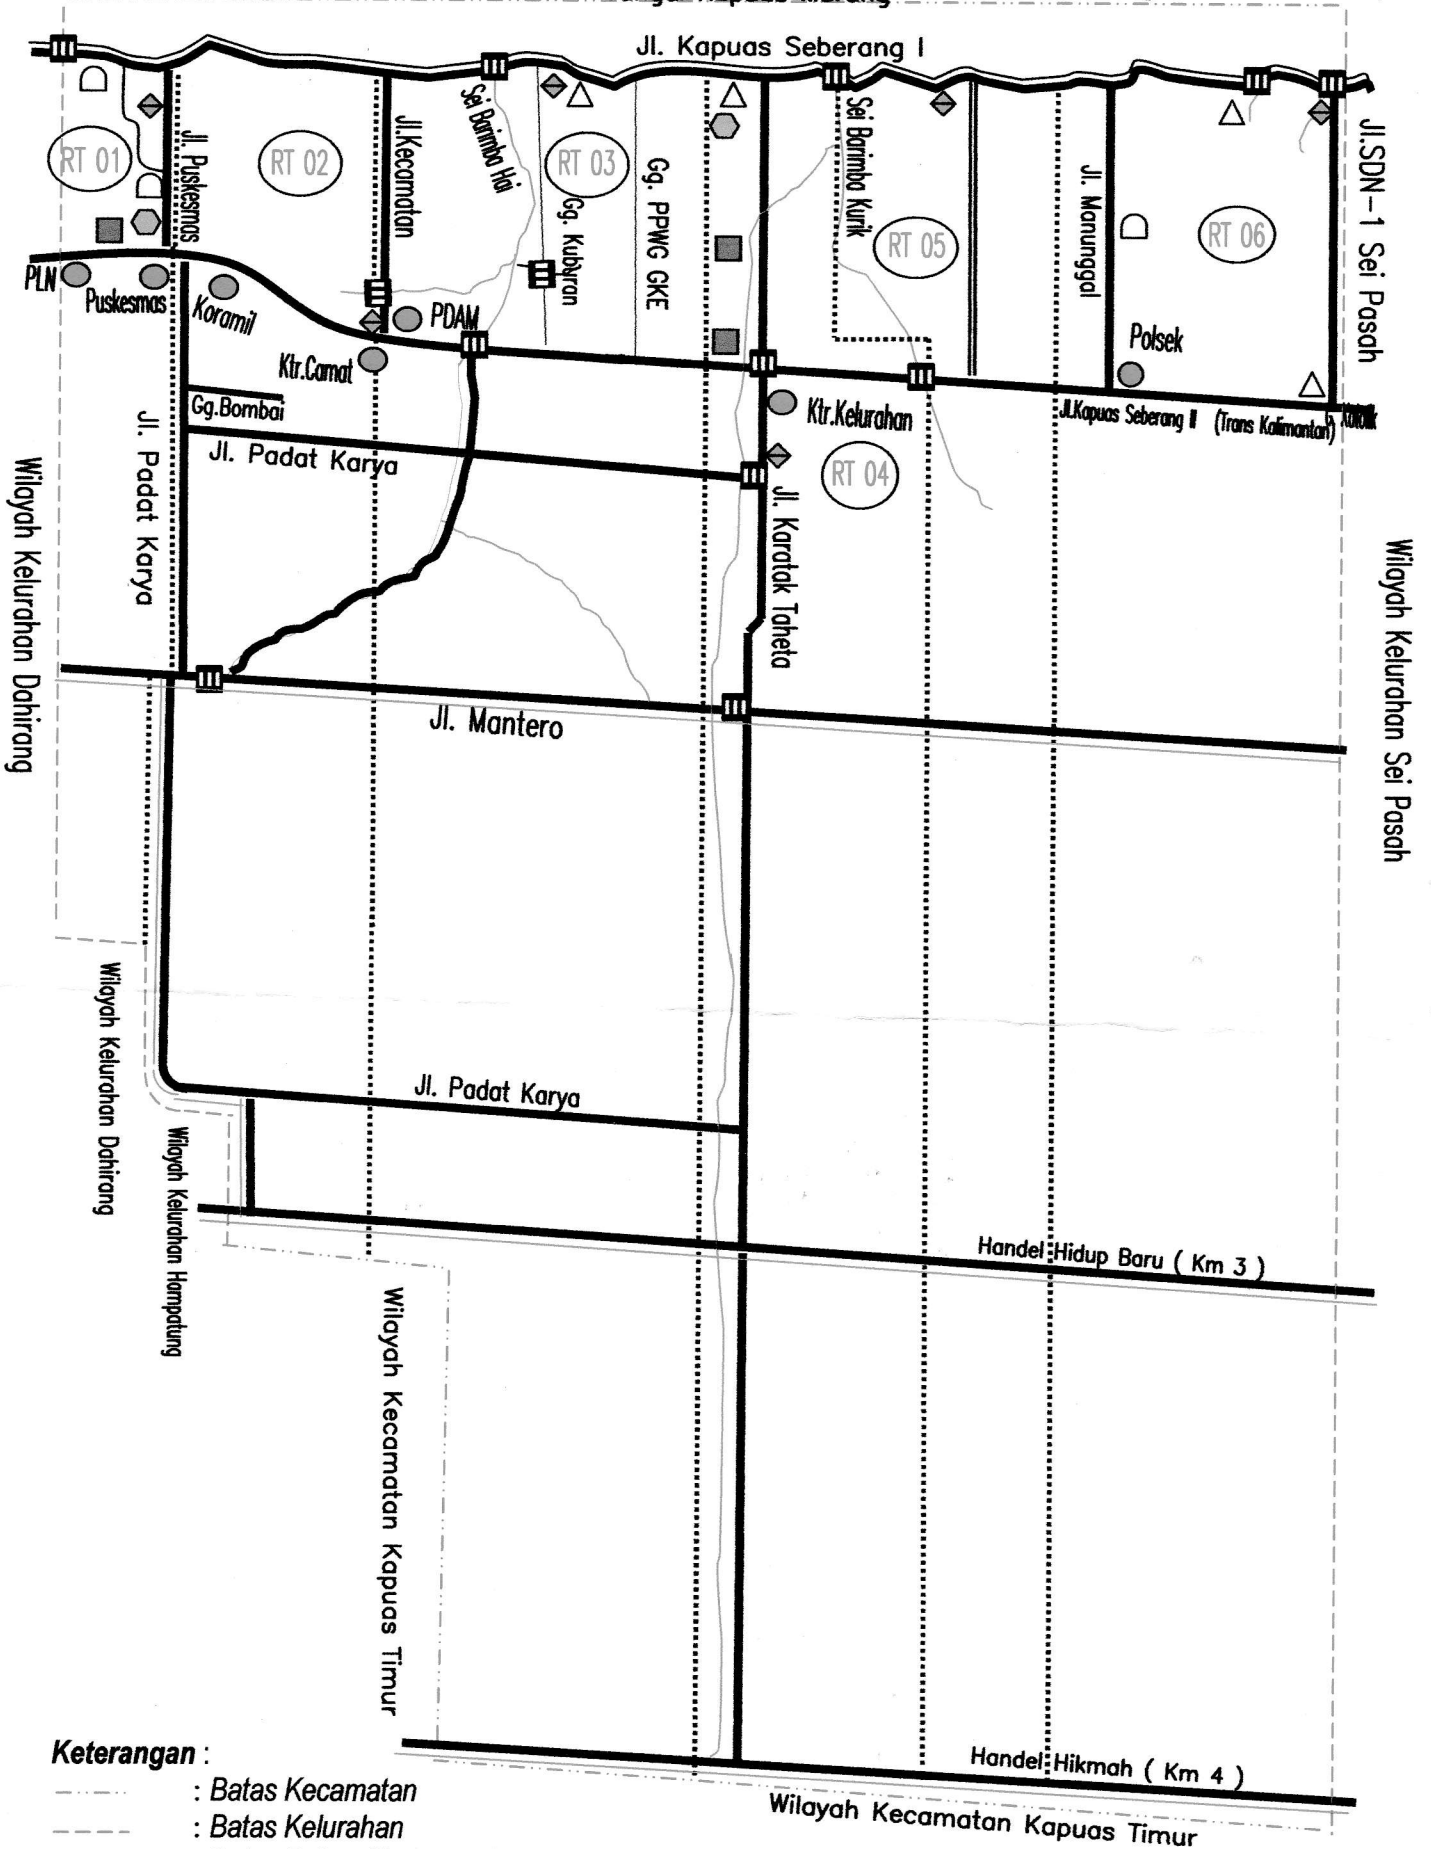 Jl. Kapuas Seberang I
RT 01
Jl. Puskesmas
RT 02
Jl.Kecamatan
Sei Barimba Hai
RT 03
Gg. Kuburan
Gg. PPWG GKE
Sei Barimba Kurik
RT 05
Jl. Manunggal
RT 06
Jl.SDN-1 Sei Pasah
PLN
Puskesmas
Koramil
PDAM
Ktr.Camat
Polsek
Gg.Bombai
Ktr.Kelurahan
Jl.Kapuas Seberang II (Trans Kalimantan)
Jl. Padat Karya
Jl. Padat Karya
RT 04
Jl. Karatak Taheta
Wilayah Kelurahan Dahirang
Wilayah Kelurahan Sei Pasah
Jl. Mantero
Wilayah Kelurahan Dahirang
Jl. Padat Karya
Wilayah Kelurahan Hampatung
Handel Hidup Baru ( Km 3 )
Wilayah Kecamatan Kapuas Timur
Handel Hikmah ( Km 4 )
Wilayah Kecamatan Kapuas Timur
Keterangan :
: Batas Kecamatan
: Batas Kelurahan